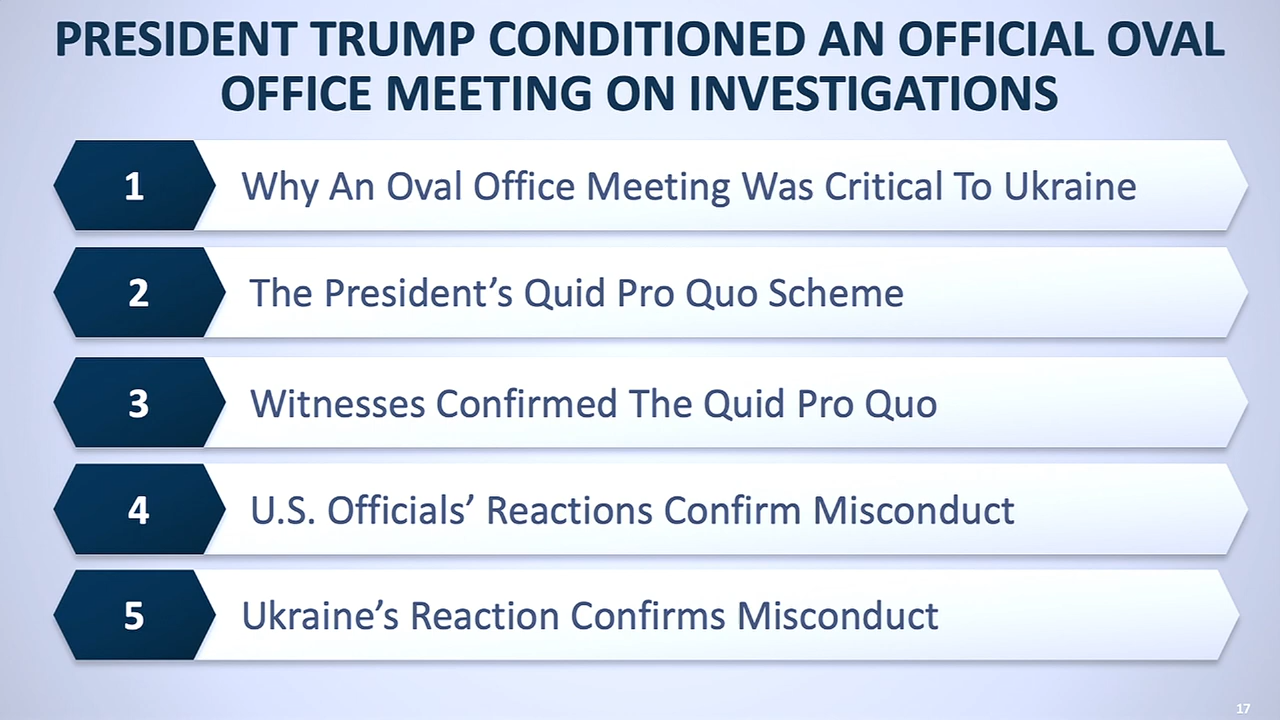 PRESIDENT TRUMP CONDITIONED AN OFFICIAL OVAL
OFFICE MEETING ON INVESTIGATIONS
1 Why An Oval Office Meeting Was Critical To Ukraine
2 The President’s Quid Pro Quo Scheme
3 Witnesses Confirmed The Quid Pro Quo
4 U.S. Officials’ Reactions Confirm Misconduct
5 Ukraine’s Reaction Confirms Misconduct
17